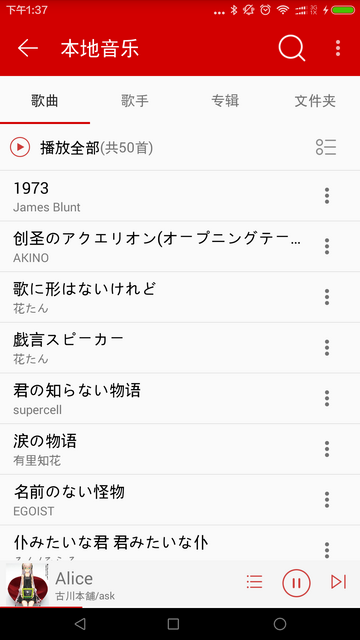 下午1:37
本地音乐
歌曲 歌手 专辑 文件夹
播放全部(共50首)
1973
James Blunt
创圣のアクエリオン(オープニングテー...
AKINO
歌に形はないけれど
花たん
戯言スピーカー
花たん
君の知らない物语
supercell
涙の物语
有里知花
名前のない怪物
EGOIST
仆みたいな君 君みたいな仆
Alice
古川本舗/ask